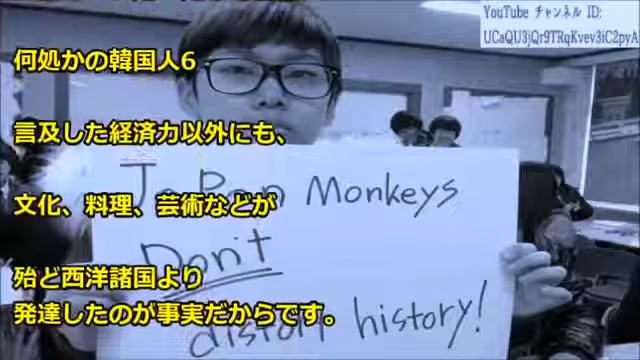 YouTube チャンネル ID:
UCaQU3jQr9TRqKvev3iC2pyA
何処かの韓国人6
言及した経済力以外にも、
Japan Monkeys
文化、料理、芸術などが
Don't
殆ど西洋諸国より
発達したのが事実だからです。
distort history!